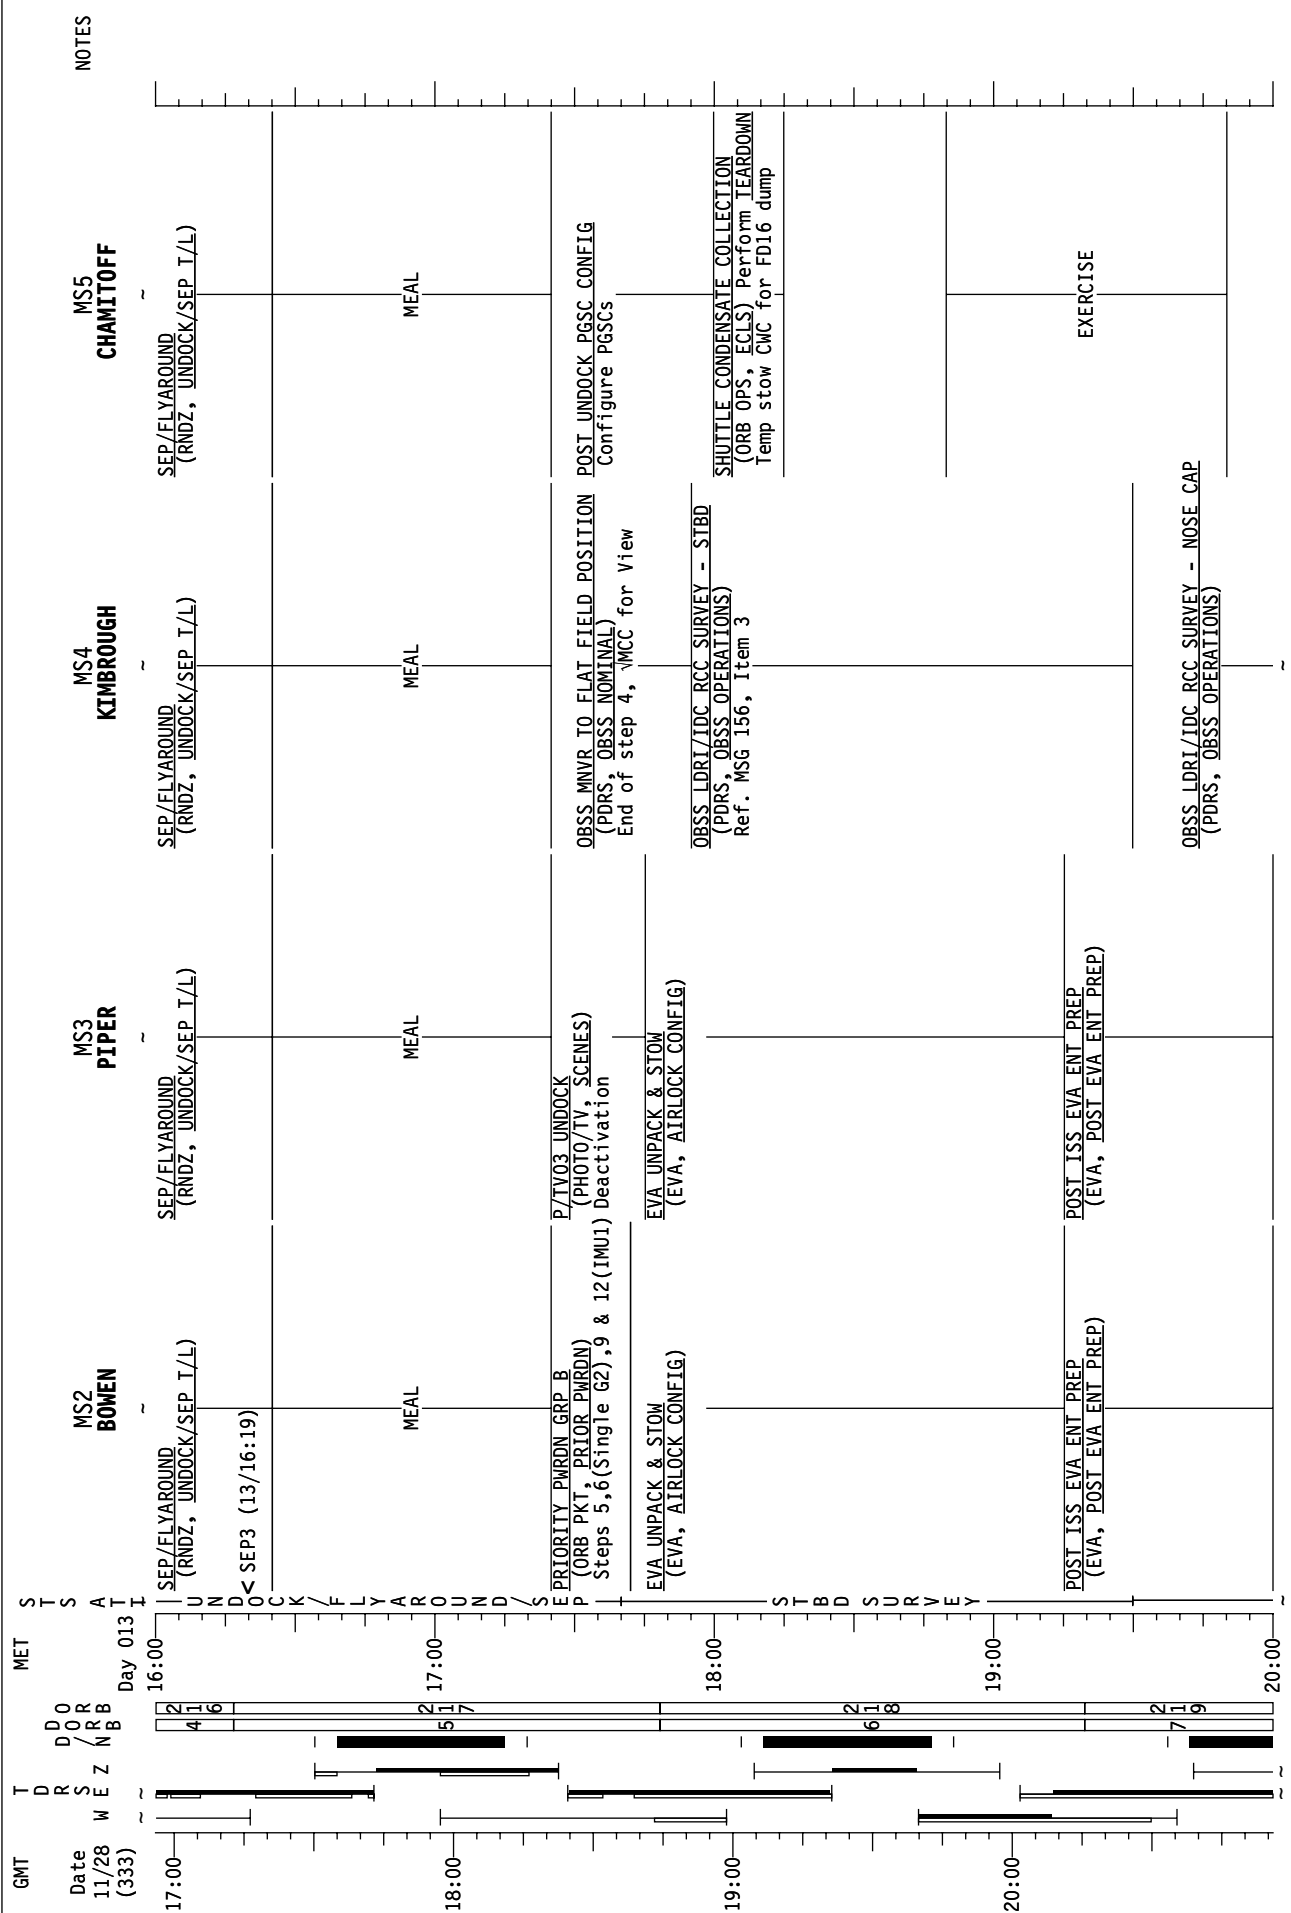 GMT
Date
11/28
(333)
17:00
18:00
19:00
20:00
T
D
R
S
W E Z
~ ~
~ ~ ~
D O
/ R
N B
D
O
R
B
4
5
6
7
216
217
218
219
MET
Day 013
16:00
17:00
18:00
19:00
20:00
S
T
S
A
T
T
UNDOCK/FLYAROUND/SEP
STBD SURVEY
~
MS2
BOWEN
~
SEP/FLYAROUND
(RNDZ, UNDOCK/SEP T/L)
< SEP3 (13/16:19)
MEAL
PRIORITY PWRDN GRP B
(ORB PKT, PRIOR PWRDN)
Steps 5,6(Single G2),9 & 12(IMU1)
EVA UNPACK & STOW
(EVA, AIRLOCK CONFIG)
POST ISS EVA ENT PREP
(EVA, POST EVA ENT PREP)
MS3
PIPER
~
SEP/FLYAROUND
(RNDZ, UNDOCK/SEP T/L)
MEAL
P/TV03 UNDOCK
(PHOTO/TV, SCENES)
Deactivation
EVA UNPACK & STOW
(EVA, AIRLOCK CONFIG)
POST ISS EVA ENT PREP
(EVA, POST EVA ENT PREP)
MS4
KIMBROUGH
~
SEP/FLYAROUND
(RNDZ, UNDOCK/SEP T/L)
MEAL
OBSS MNVR TO FLAT FIELD POSITION
(PDRS, OBSS NOMINAL)
End of step 4, √MCC for View
OBSS LDRI/IDC RCC SURVEY - STBD
(PDRS, OBSS OPERATIONS)
Ref. MSG 156, Item 3
OBSS LDRI/IDC RCC SURVEY - NOSE CAP
(PDRS, OBSS OPERATIONS)
~
MS5
CHAMITOFF
~
SEP/FLYAROUND
(RNDZ, UNDOCK/SEP T/L)
MEAL
POST UNDOCK PGSC CONFIG
Configure PGSCs
SHUTTLE CONDENSATE COLLECTION
(ORB OPS, ECLS) Perform TEARDOWN
Temp stow CWC for FD16 dump
EXERCISE
NOTES